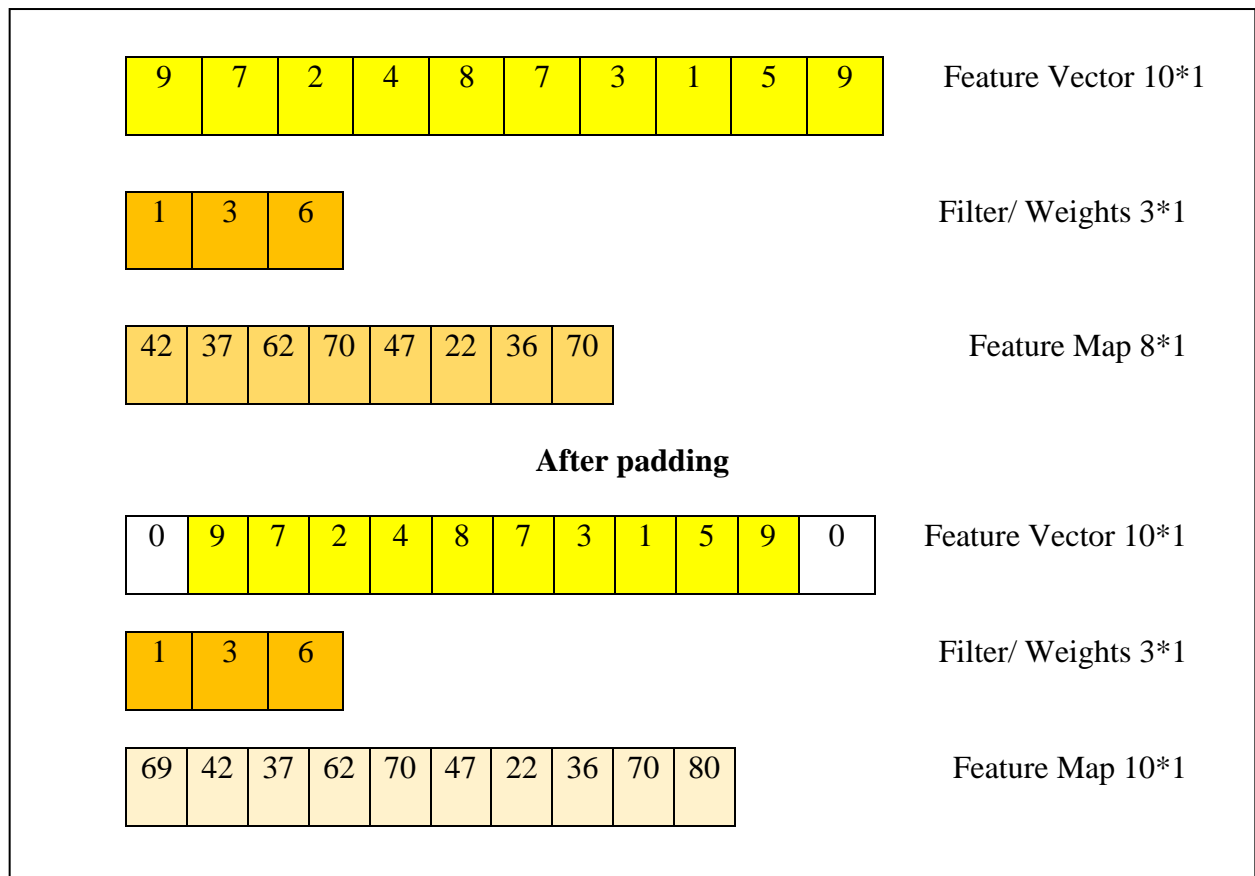 9 7 2 4 8 7 3 1 5 9 Feature Vector 10*1
1 3 6 Filter/ Weights 3*1
42 37 62 70 47 22 36 70 Feature Map 8*1
After padding
0 9 7 2 4 8 7 3 1 5 9 0 Feature Vector 10*1
1 3 6 Filter/ Weights 3*1
69 42 37 62 70 47 22 36 70 80 Feature Map 10*1